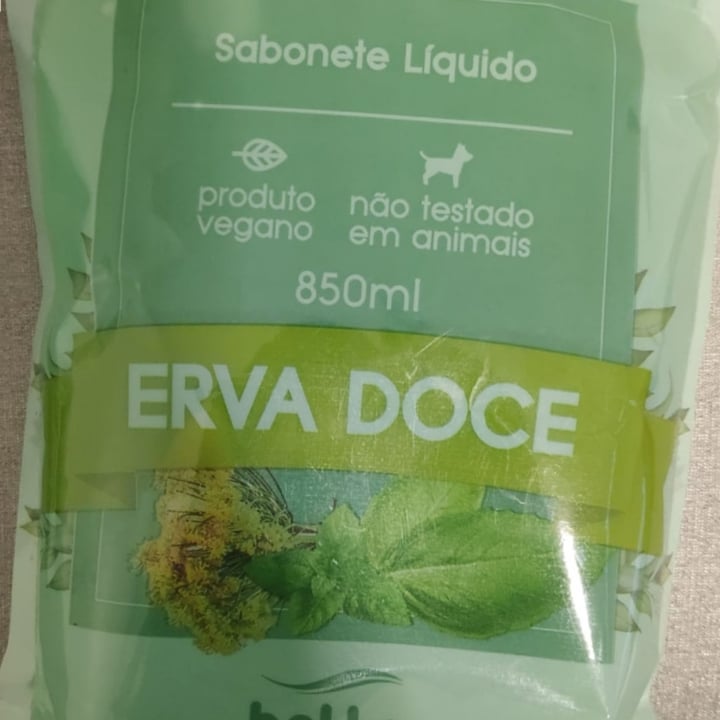 Sabonete Líquido
produto
vegano
não testado
em animais
850ml
ERVA DOCE